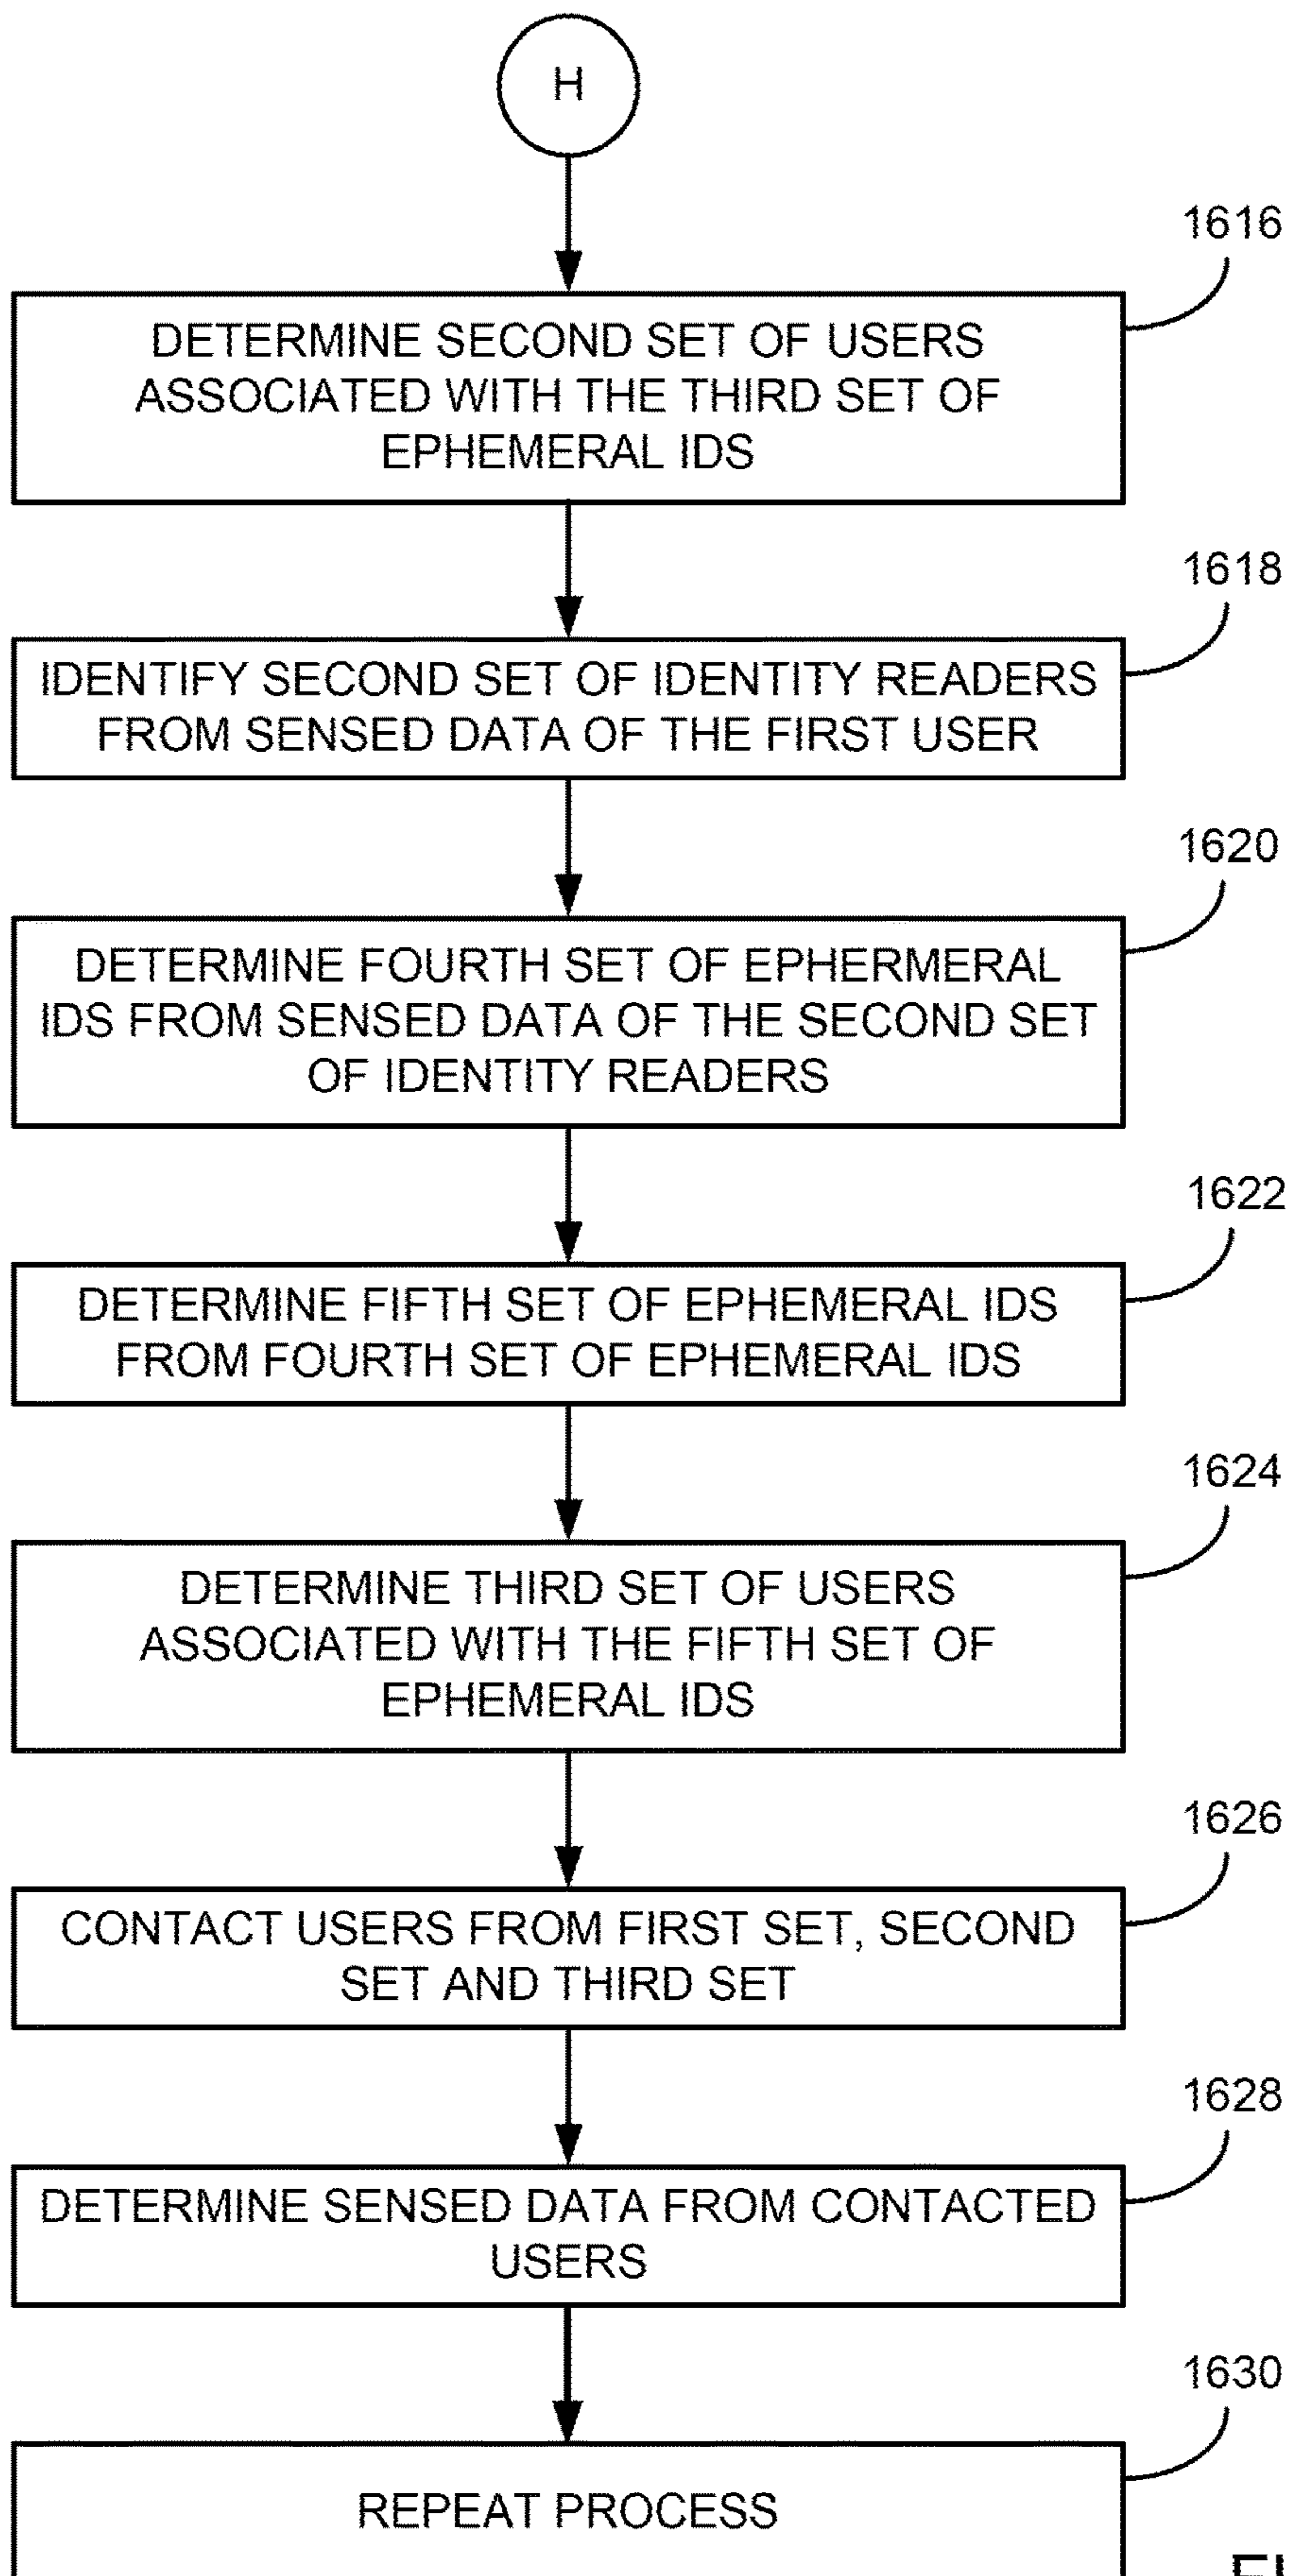 H
1616
DETERMINE SECOND SET OF USERS
ASSOCIATED WITH THE THIRD SET OF
EPHEMERAL IDS
1618
IDENTIFY SECOND SET OF IDENTITY READERS
FROM SENSED DATA OF THE FIRST USER
1620
DETERMINE FOURTH SET OF EPHERMERAL
IDS FROM SENSED DATA OF THE SECOND SET
OF IDENTITY READERS
1622
DETERMINE FIFTH SET OF EPHEMERAL IDS
FROM FOURTH SET OF EPHEMERAL IDS
1624
DETERMINE THIRD SET OF USERS
ASSOCIATED WITH THE FIFTH SET OF
EPHEMERAL IDS
1626
CONTACT USERS FROM FIRST SET, SECOND
SET AND THIRD SET
1628
DETERMINE SENSED DATA FROM CONTACTED
USERS
1630
REPEAT PROCESS